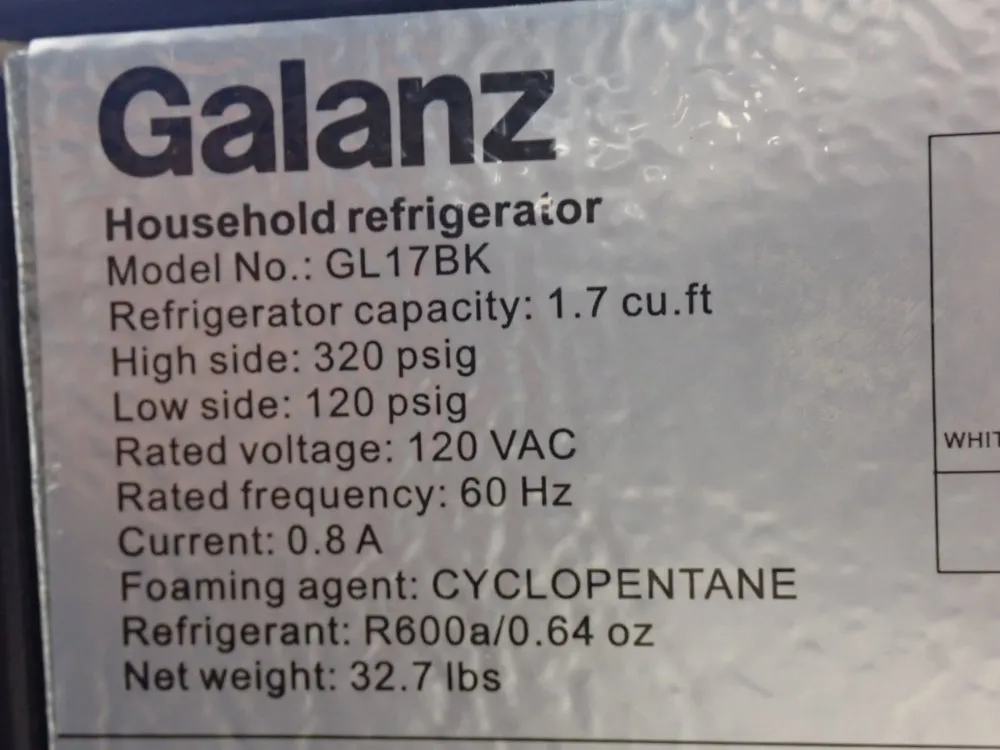 Galanz
Household refrigerator
Model No.: GL17BK
Refrigerator capacity: 1.7 cu.ft
High side: 320 psig
Low side: 120 psig
Rated voltage: 120 VAC
Rated frequency: 60 Hz
Current: 0.8 A
Foaming agent: CYCLOPENTANE
Refrigerant: R600a/0.64 oz
Net weight: 32.7 lbs
WHIT